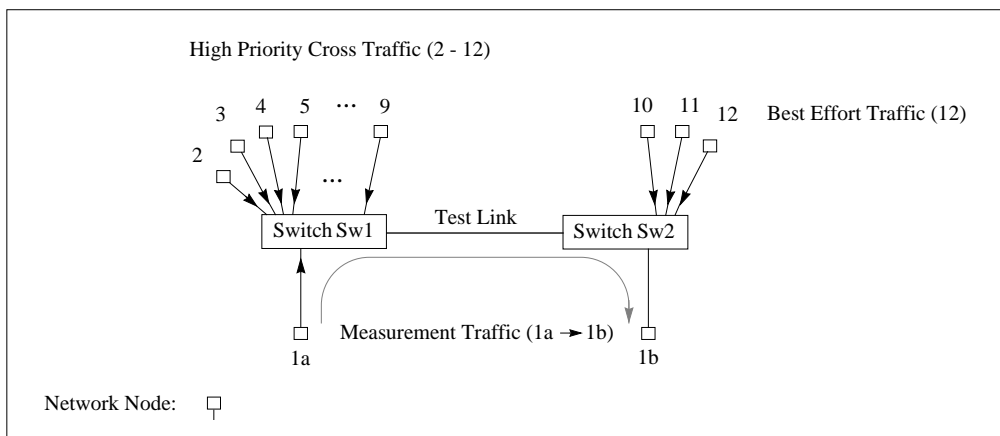 High Priority Cross Traffic (2 - 12)
2
3
4
5
...
9
10
11
12
Best Effort Traffic (12)
...
Switch Sw1
Test Link
Switch Sw2
Measurement Traffic (1a → 1b)
1a
1b
Network Node: